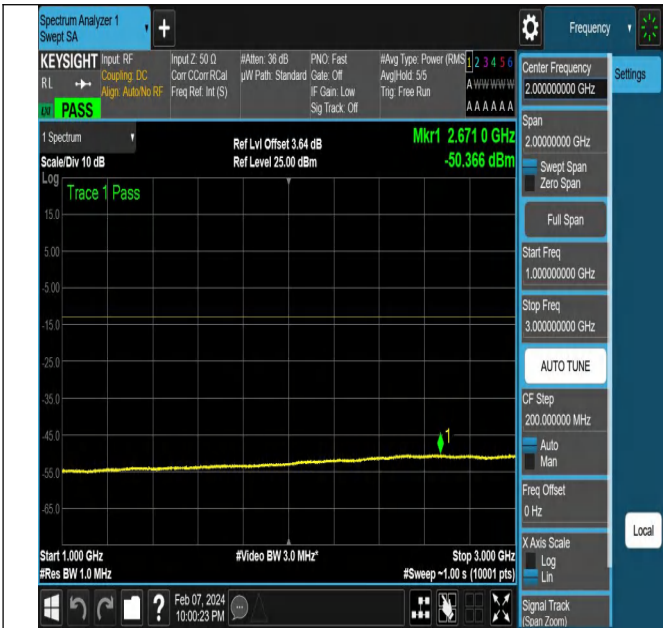 Spectrum Analyzer 1
Swept SA
+
Frequency
KEYSIGHT
RL
PASS
Input: RF
Coupling: DC
Align: Auto/No RF
Input Z: 50 Ω
Corr CCorr RCal
Freq Ref: Int (S)
#Atten: 36 dB
µW Path: Standard
PNO: Fast
Gate: Off
IF Gain: Low
Sig Track: Off
#Avg Type: Power (RMS
Avg|Hold: 5/5
Trig: Free Run
1 2 3 4 5 6
A W W W W W
A A A A A A
1 Spectrum
Scale/Div 10 dB
Ref Lvl Offset 3.64 dB
Ref Level 25.00 dBm
Mkr1 2.671 0 GHz
-50.366 dBm
Log
Trace 1 Pass
15.0
5.00
-5.00
-15.0
-25.0
-35.0
-45.0
-55.0
-65.0
1
Start 1.000 GHz
#Res BW 1.0 MHz
#Video BW 3.0 MHz*
Stop 3.000 GHz
#Sweep ~1.00 s (10001 pts)
?
Feb 07, 2024
10:00:23 PM
Center Frequency
2.000000000 GHz
Settings
Span
2.00000000 GHz
Swept Span
Zero Span
Full Span
Start Freq
1.000000000 GHz
Stop Freq
3.000000000 GHz
AUTO TUNE
CF Step
200.000000 MHz
Auto
Man
Freq Offset
0 Hz
X Axis Scale
Log
Lin
Local
Signal Track
(Span Zoom)